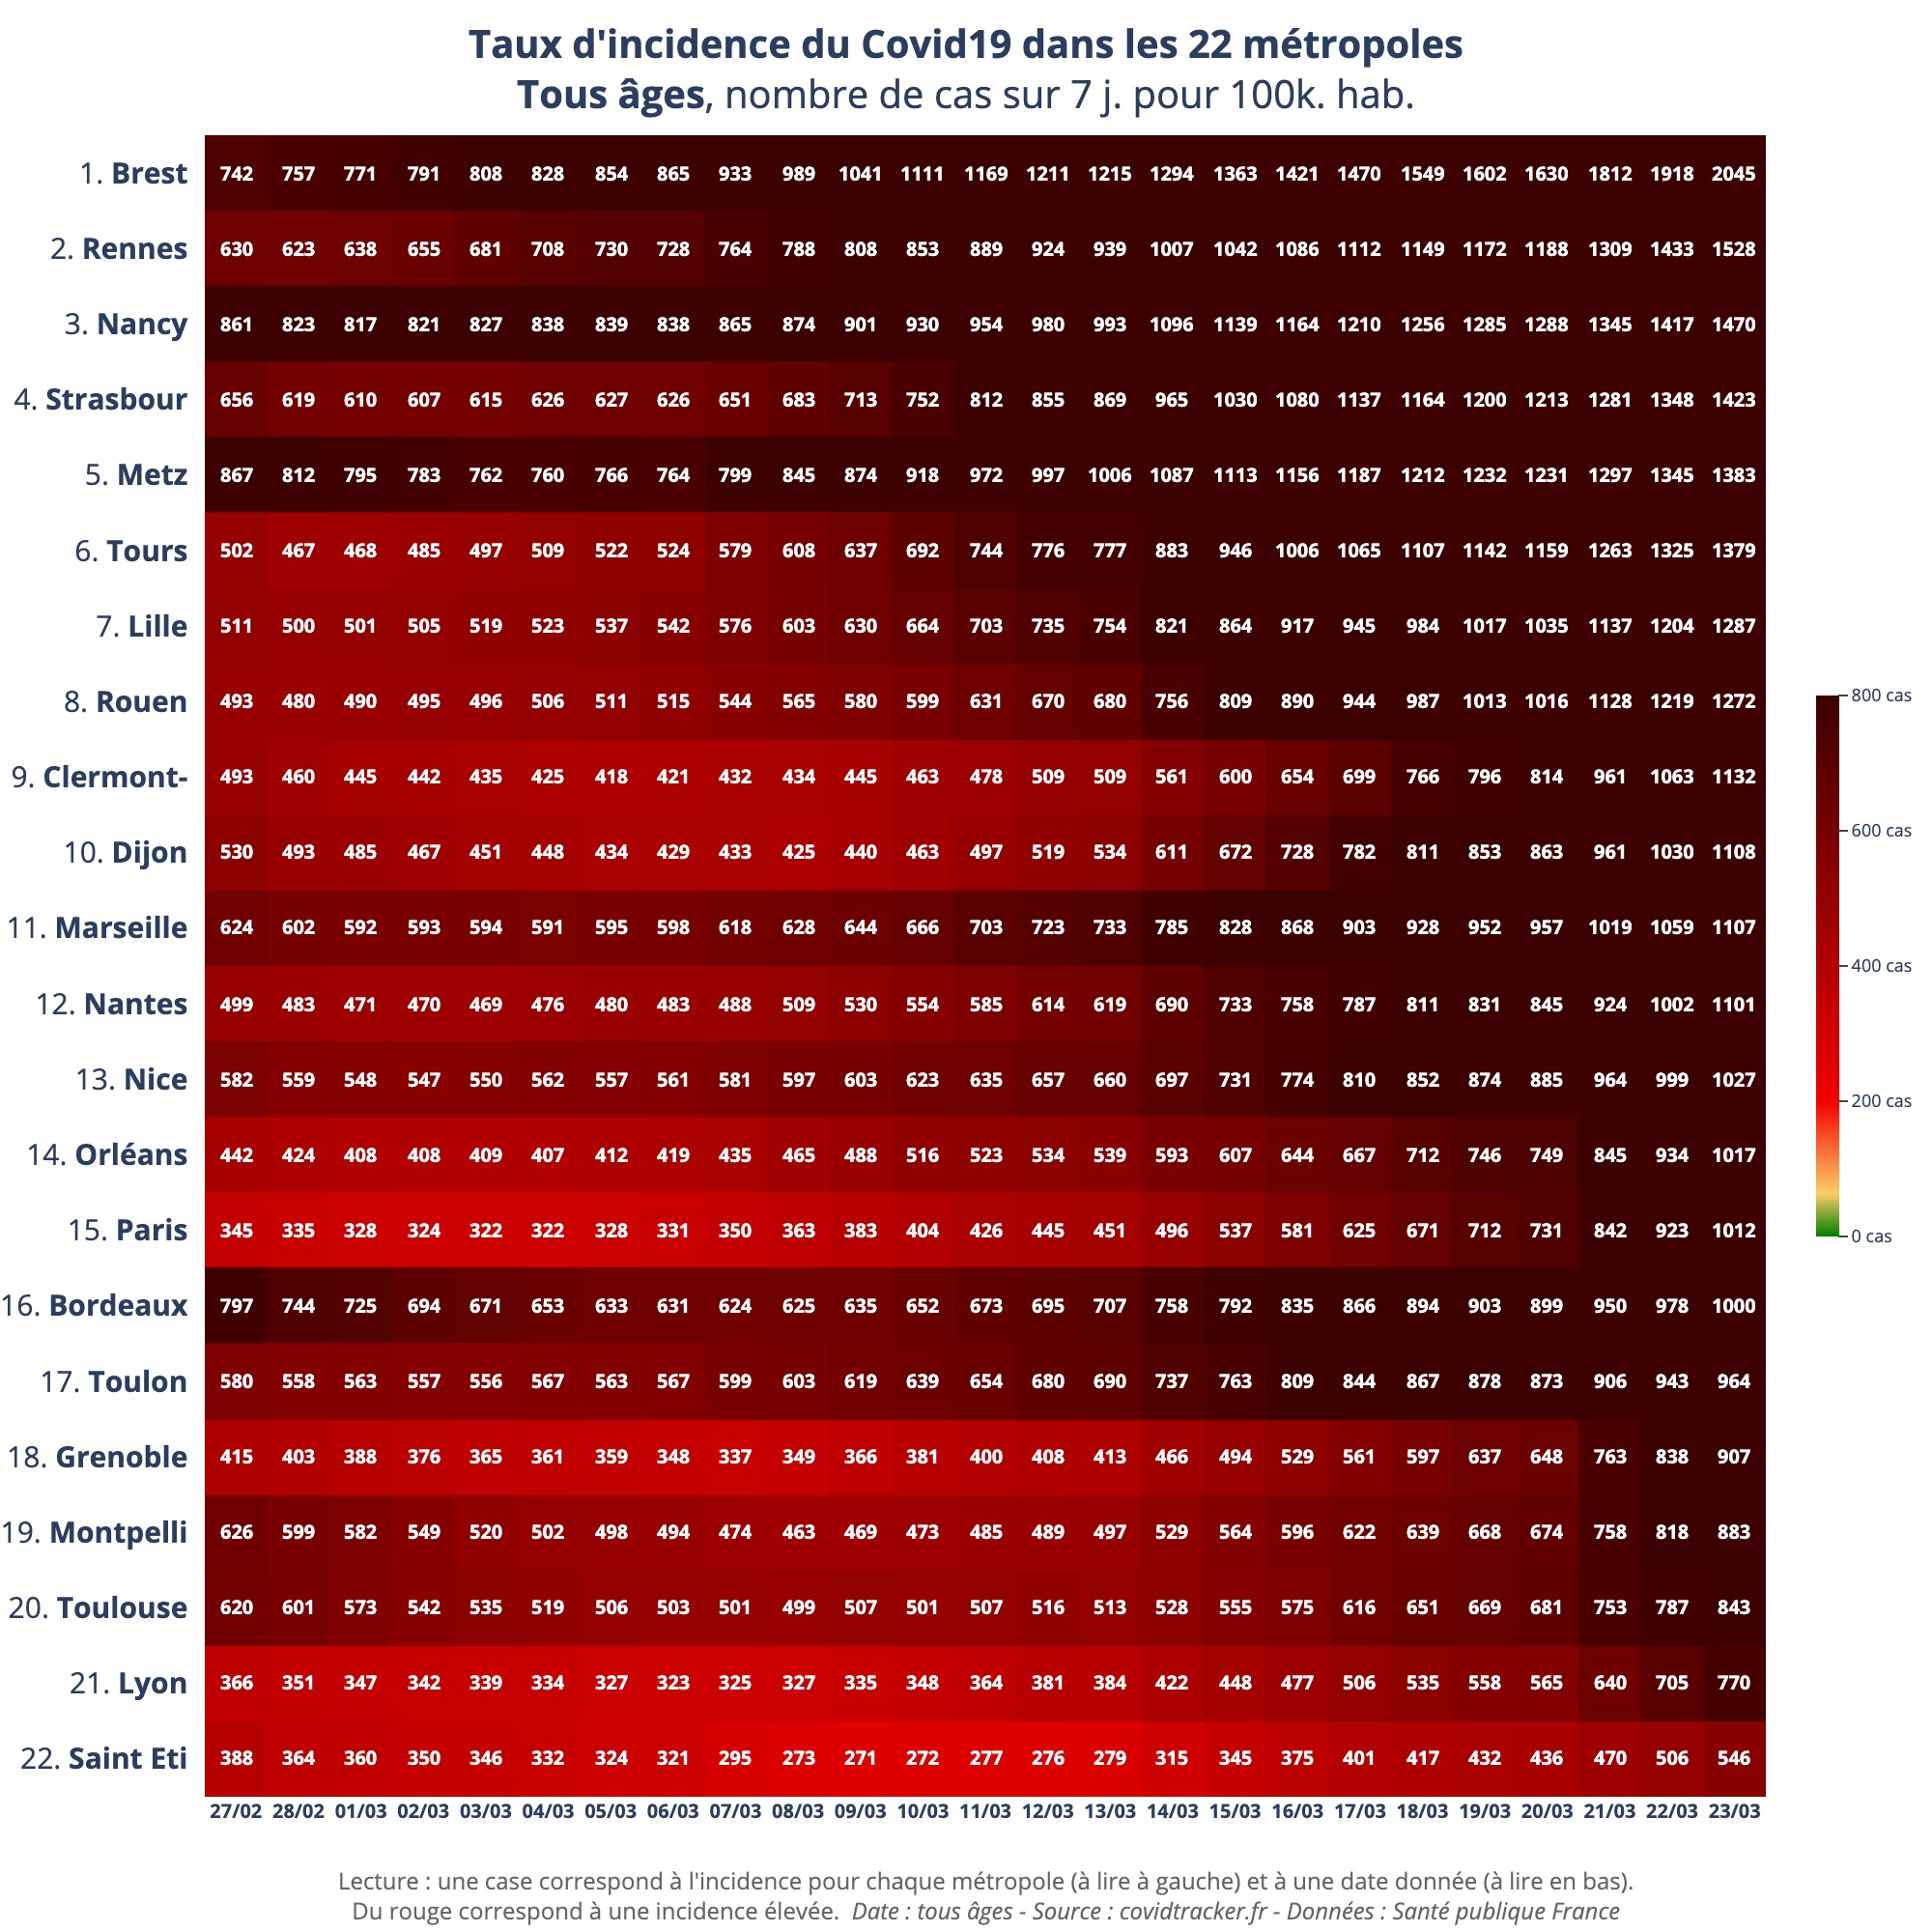 Taux d'incidence du Covid19 dans les 22 métropoles
Tous âges, nombre de cas sur 7 j. pour 100k. hab.
1. Brest 742 757 771 791 808 828 854 865 933 989 1041 1111 1169 1211 1215 1294 1363 1421 1470 1549 1602 1630 1812 1918 2045
2. Rennes 630 623 638 655 681 708 730 728 764 788 808 853 889 924 939 1007 1042 1086 1112 1149 1172 1188 1309 1433 1528
3. Nancy 861 823 817 821 827 838 839 838 865 874 901 930 954 980 993 1096 1139 1164 1210 1256 1285 1288 1345 1417 1470
4. Strasbour 656 619 610 607 615 626 627 626 651 683 713 752 812 855 869 965 1030 1080 1137 1164 1200 1213 1281 1348 1423
5. Metz 867 812 795 783 762 760 766 764 799 845 874 918 972 997 1006 1087 1113 1156 1187 1212 1232 1231 1297 1345 1383
6. Tours 502 467 468 485 497 509 522 524 579 608 637 692 744 776 777 883 946 1006 1065 1107 1142 1159 1263 1325 1379
7. Lille 511 500 501 505 519 523 537 542 576 603 630 664 703 735 754 821 864 917 945 984 1017 1035 1137 1204 1287
8. Rouen 493 480 490 495 496 506 511 515 544 565 580 599 631 670 680 756 809 890 944 987 1013 1016 1128 1219 1272
9. Clermont- 493 460 445 442 435 425 418 421 432 434 445 463 478 509 509 561 600 654 699 766 796 814 961 1063 1132
10. Dijon 530 493 485 467 451 448 434 429 433 425 440 463 497 519 534 611 672 728 782 811 853 863 961 1030 1108
11. Marseille 624 602 592 593 594 591 595 598 618 628 644 666 703 723 733 785 828 868 903 928 952 957 1019 1059 1107
12. Nantes 499 483 471 470 469 476 480 483 488 509 530 554 585 614 619 690 733 758 787 811 831 845 924 1002 1101
13. Nice 582 559 548 547 550 562 557 561 581 597 603 623 635 657 660 697 731 774 810 852 874 885 964 999 1027
14. Orléans 442 424 408 408 409 407 412 419 435 465 488 516 523 534 539 593 607 644 667 712 746 749 845 934 1017
15. Paris 345 335 328 324 322 322 328 331 350 363 383 404 426 445 451 496 537 581 625 671 712 731 842 923 1012
16. Bordeaux 797 744 725 694 671 653 633 631 624 625 635 652 673 695 707 758 792 835 866 894 903 899 950 978 1000
17. Toulon 580 558 563 557 556 567 563 567 599 603 619 639 654 680 690 737 763 809 844 867 878 873 906 943 964
18. Grenoble 415 403 388 376 365 361 359 348 337 349 366 381 400 408 413 466 494 529 561 597 637 648 763 838 907
19. Montpelli 626 599 582 549 520 502 498 494 474 463 469 473 485 489 497 529 564 596 622 639 668 674 758 818 883
20. Toulouse 620 601 573 542 535 519 506 503 501 499 507 501 507 516 513 528 555 575 616 651 669 681 753 787 843
21. Lyon 366 351 347 342 339 334 327 323 325 327 335 348 364 381 384 422 448 477 506 535 558 565 640 705 770
22. Saint Eti 388 364 360 350 346 332 324 321 295 273 271 272 277 276 279 315 345 375 401 417 432 436 470 506 546
27/02 28/02 01/03 02/03 03/03 04/03 05/03 06/03 07/03 08/03 09/03 10/03 11/03 12/03 13/03 14/03 15/03 16/03 17/03 18/03 19/03 20/03 21/03 22/03 23/03
800 cas
600 cas
400 cas
200 cas
0 cas
Lecture : une case correspond à l'incidence pour chaque métropole (à lire à gauche) et à une date donnée (à lire en bas).
Du rouge correspond à une incidence élevée. Date : tous âges - Source : covidtracker.fr - Données : Santé publique France